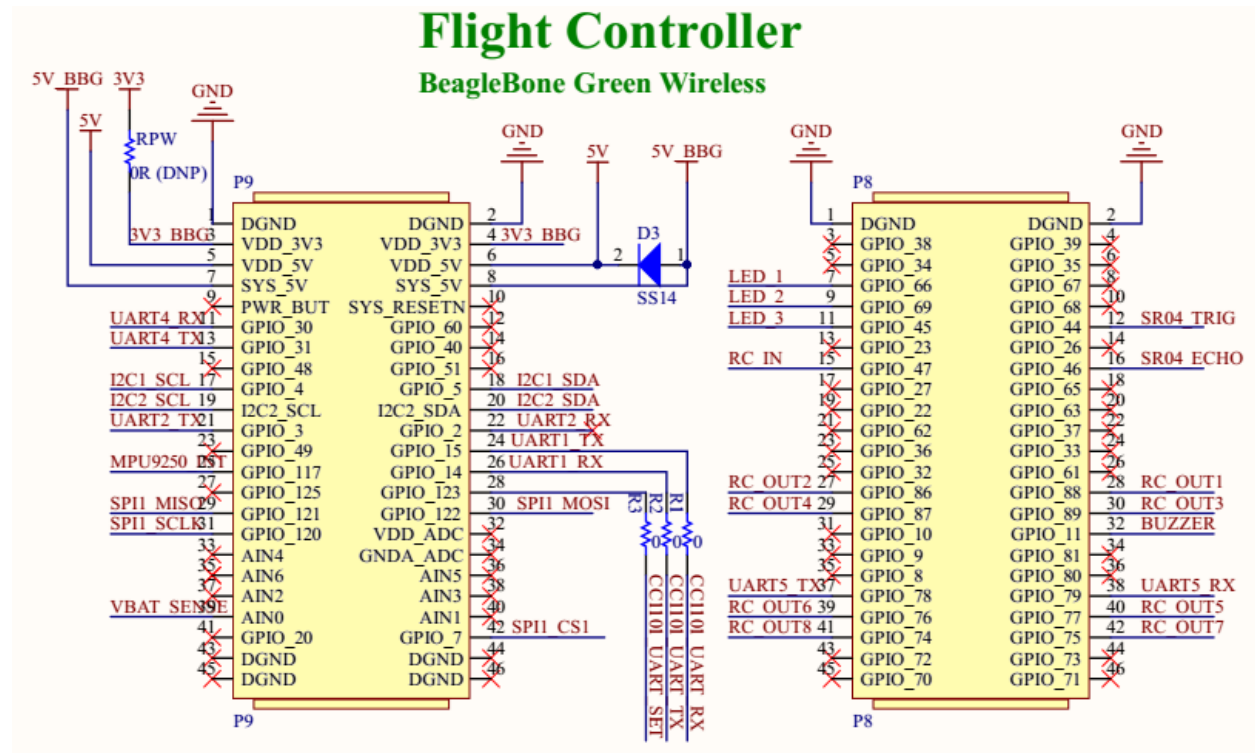 Flight Controller
BeagleBone Green Wireless
5V_BBG 3V3 GND
5V
RPW
0R (DNP)
GND 5V 5V_BBG
GND GND
P9
1 DGND DGND 2
3V3_BBG 3 VDD_3V3 VDD_3V3 4 3V3_BBG
5 VDD_5V VDD_5V 6
7 SYS_5V SYS_5V 8
D3
2 1
SS14
9 PWR_BUT SYS_RESETN 10
UART4_RX 11 GPIO_30 GPIO_60 12
UART4_TX 13 GPIO_31 GPIO_40 14
15 GPIO_48 GPIO_51 16
I2C1_SCL 17 GPIO_4 GPIO_5 18 I2C1_SDA
I2C2_SCL 19 I2C2_SCL I2C2_SDA 20 I2C2_SDA
UART2_TX 21 GPIO_3 GPIO_2 22 UART2_RX
23 GPIO_49 GPIO_15 24 UART1_TX
MPU9250 25 GPIO_117 GPIO_14 26 UART1_RX
27 GPIO_125 GPIO_123 28
SPI1_MISO 29 GPIO_121 GPIO_122 30 SPI1_MOSI
SPI1_SCLK 31 GPIO_120 VDD_ADC 32
33 AIN4 GNDA_ADC 34
35 AIN6 AIN5 36
37 AIN2 AIN3 38
VBAT_SENSE 39 AIN0 AIN1 40
41 GPIO_20 GPIO_7 42 SPI1_CS1
43 DGND DGND 44
45 DGND DGND 46
P9
R3 R2 R1
0 0 0
CC1101_UART_SET
CC1101_UART_TX
CC1101_UART_RX
P8
1 DGND DGND 2
3 GPIO_38 GPIO_39 4
5 GPIO_34 GPIO_35 6
LED_1 7 GPIO_66 GPIO_67 8
LED_2 9 GPIO_69 GPIO_68 10
LED_3 11 GPIO_45 GPIO_44 12 SR04_TRIG
13 GPIO_23 GPIO_26 14
RC_IN 15 GPIO_47 GPIO_46 16 SR04_ECHO
17 GPIO_27 GPIO_65 18
19 GPIO_22 GPIO_63 20
21 GPIO_62 GPIO_37 22
23 GPIO_36 GPIO_33 24
25 GPIO_32 GPIO_61 26
RC_OUT2 27 GPIO_86 GPIO_88 28 RC_OUT1
RC_OUT4 29 GPIO_87 GPIO_89 30 RC_OUT3
31 GPIO_10 GPIO_11 32 BUZZER
33 GPIO_9 GPIO_81 34
35 GPIO_8 GPIO_80 36
UART5_TX 37 GPIO_78 GPIO_79 38 UART5_RX
RC_OUT6 39 GPIO_76 GPIO_77 40 RC_OUT5
RC_OUT8 41 GPIO_74 GPIO_75 42 RC_OUT7
43 GPIO_72 GPIO_73 44
45 GPIO_70 GPIO_71 46
P8